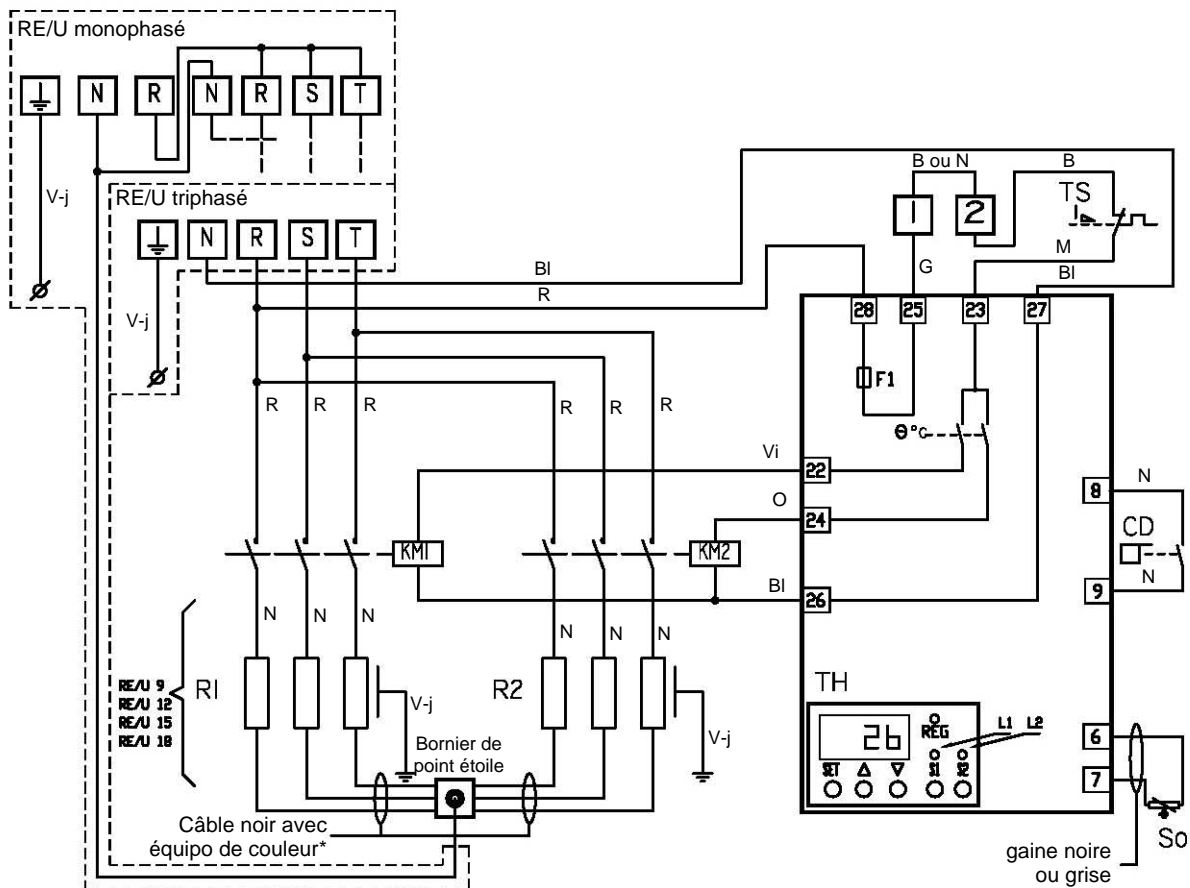 RE/U monophasé
N R N R S T
V-j
RE/U triphasé
N R S T
V-j
Bl
R
B ou N
B
1
2
TS
M
G
Bl
28 25 23 27
F1
θ°C
R R R
R R R
Vi
22
O
24
KM1
KM2
Bl
26
8
N
CD
N
9
N N N
N N N
RE/U 9
RE/U 12
RE/U 15
RE/U 18
R1
R2
V-j
V-j
Bornier de
point étoile
Câble noir avec
équipo de couleur*
TH
26
REG
L1 L2
SET
S1 S2
6
7
So
gaine noire
ou grise